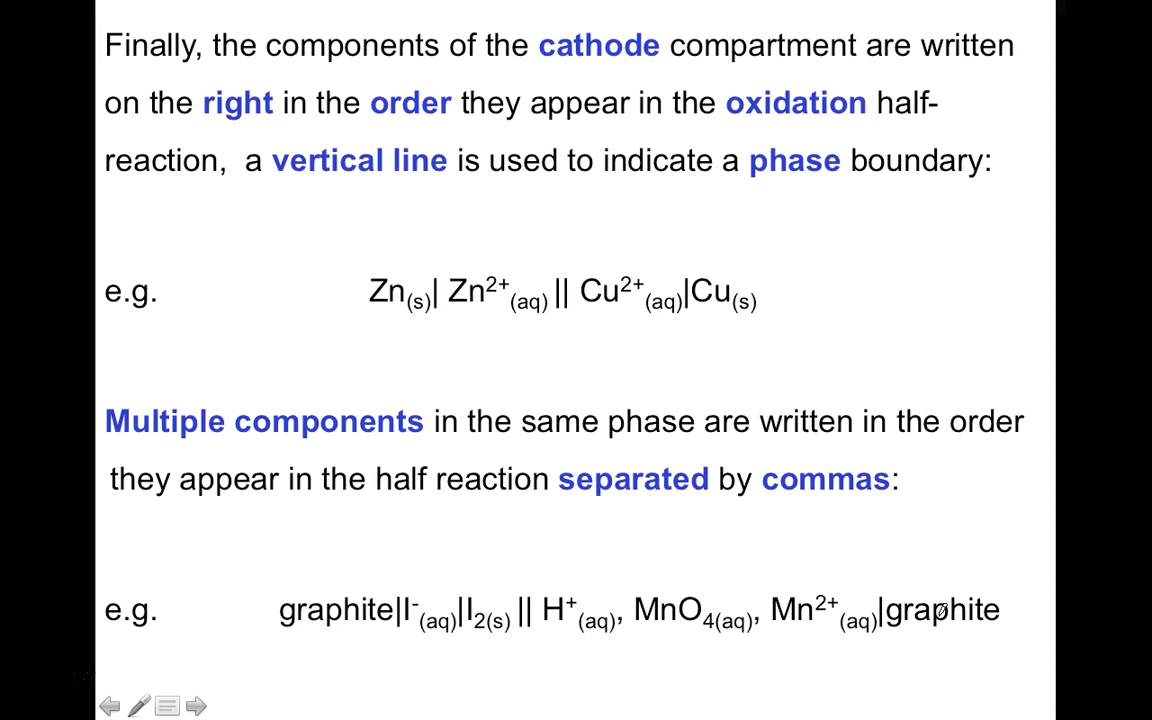 Finally, the components of the cathode compartment are written
on the right in the order they appear in the oxidation half-
reaction,  a vertical line is used to indicate a phase boundary:
e.g. Zn(s)| Zn²⁺(aq) || Cu²⁺(aq)|Cu(s)
Multiple components in the same phase are written in the order
they appear in the half reaction separated by commas:
e.g. graphite|I⁻(aq)|I₂(s) || H⁺(aq), MnO₄(aq), Mn²⁺(aq)|graphite